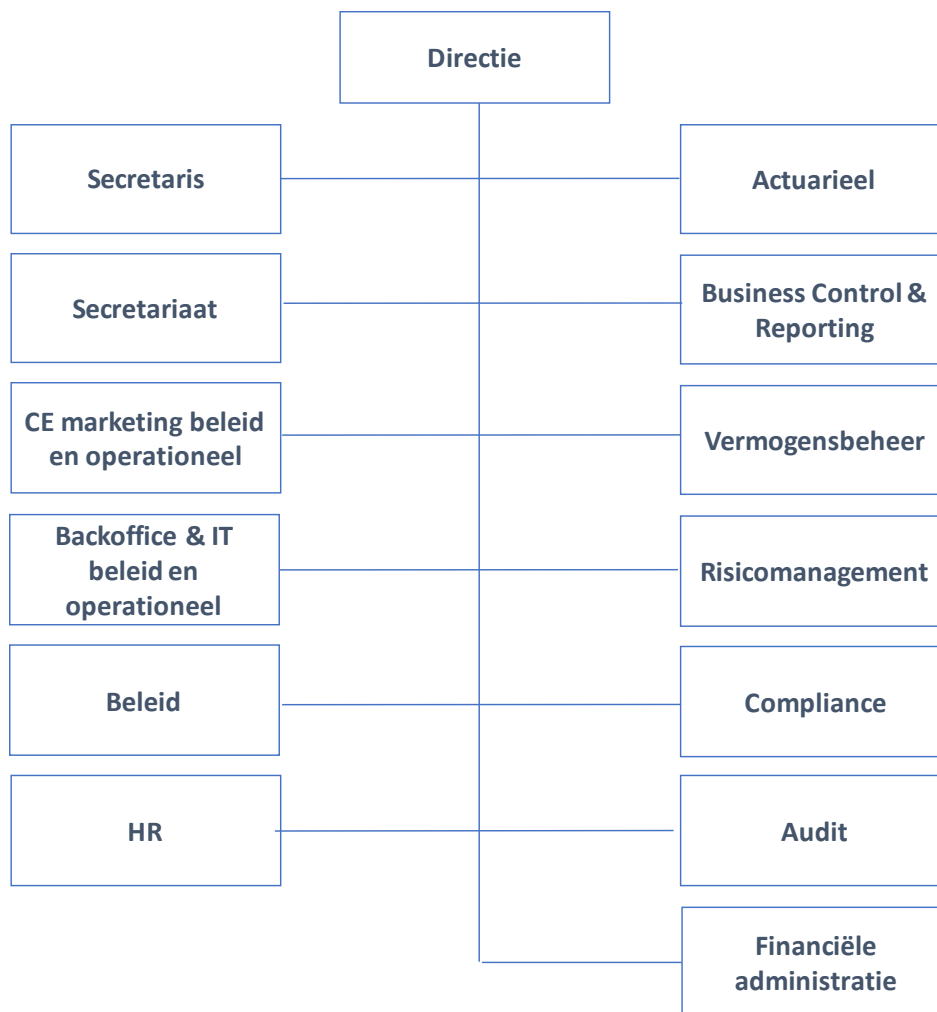 Directie
Secretaris
Actuarieel
Secretariaat
Business Control &
Reporting
CE marketing beleid
en operationeel
Vermogensbeheer
Backoffice & IT
beleid en
operationeel
Risicomanagement
Beleid
Compliance
HR
Audit
Financiële
administratie